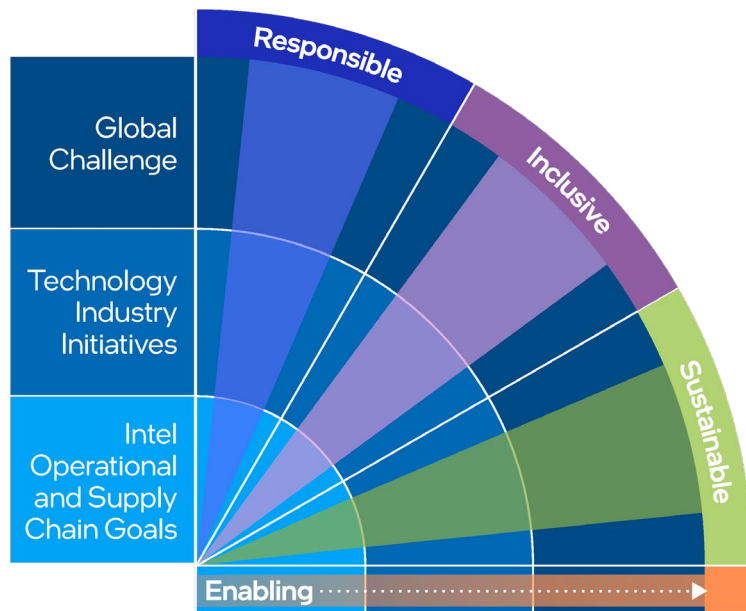 Responsible
Inclusive
Sustainable
Global
Challenge
Technology
Industry
Initiatives
Intel
Operational
and Supply
Chain Goals
Enabling